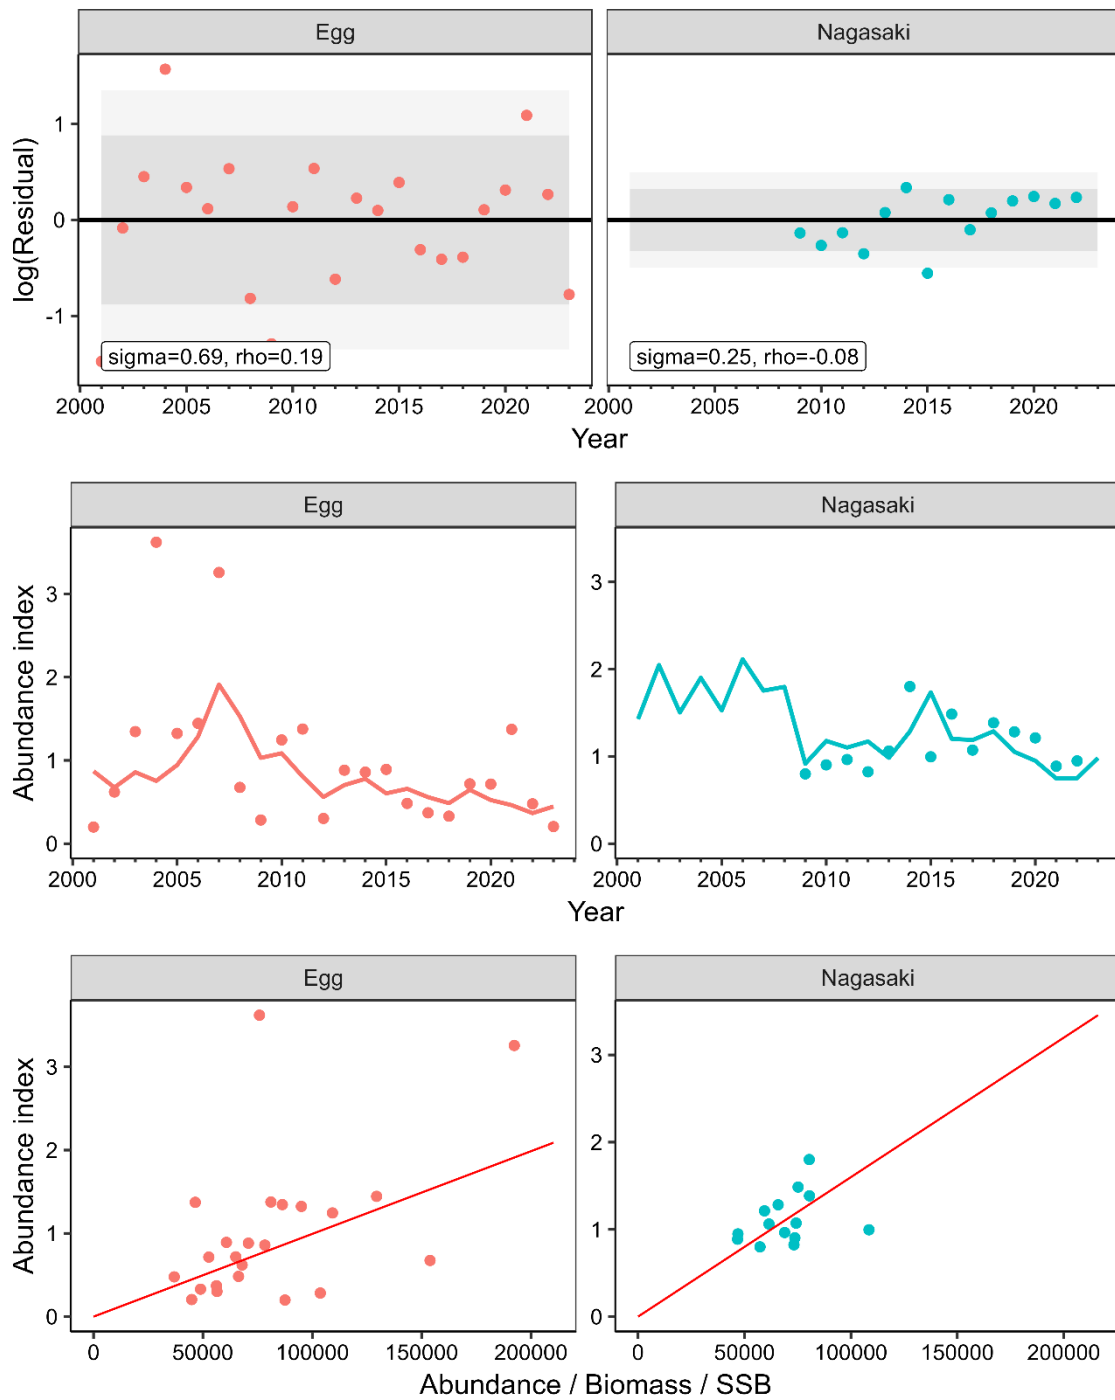 Egg
Nagasaki
log(Residual)
1
0
-1
sigma=0.69, rho=0.19
sigma=0.25, rho=-0.08
2000 2005 2010 2015 2020
2000 2005 2010 2015 2020
Year
Egg
Nagasaki
Abundance index
3
2
1
0
3
2
1
0
2000 2005 2010 2015 2020
2000 2005 2010 2015 2020
Year
Egg
Nagasaki
Abundance index
3
2
1
0
3
2
1
0
0 50000 100000 150000 200000
0 50000 100000 150000 200000
Abundance / Biomass / SSB